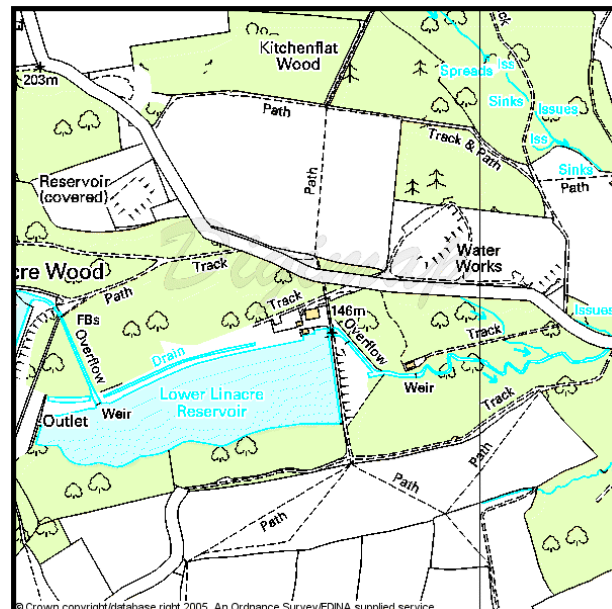 Kitchenflat
Wood
203m
Path
Spreads
Iss
Sinks
Issues
Iss
Sinks
Track
Track & Path
Path
Path
Reservoir
(covered)
Digimap
Water
Works
cre Wood
Track
Path
FBs
Overflow
Drain
Track
146m
Overflow
Track
Issues
Lower Linacre
Reservoir
Weir
Outlet
Weir
Track
Path
Path
Path
© Crown copyright/database right 2005. An Ordnance Survey/EDINA supplied service.